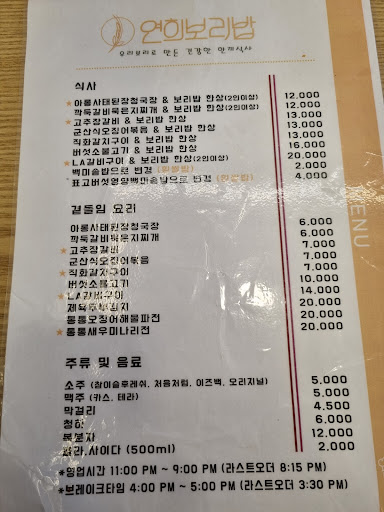 연희보리밥
우리보리로 만든 건강한 한끼식사
식사
아롱사태된장청국장 & 보리밥 한상(2인이상) 12,000
깍둑갈비묵은지찌개 & 보리밥 한상(2인이상) 12,000
★고추장갈비 & 보리밥 한상 13,000
군산식오징어볶음 & 보리밥 한상 13,000
직화갈치구이 & 보리밥 한상 13,000
버섯소불고기 & 보리밥 한상 16,000
★LA갈비구이 & 보리밥 한상(2인이상) 20,000
백미솥밥으로 변경 2,000
표고버섯영양백미솥밥으로 변경 4,000
곁들임 요리
아롱사태된장청국장 6,000
깍둑갈비묵은지찌개 6,000
★고추장갈비 7,000
군산식오징어볶음 7,000
★직화갈치구이 7,000
버섯소불고기 10,000
★LA갈비구이 14,000
제육두부김치 20,000
통통오징어해물파전 20,000
★통통새우미나리전 20,000
주류 및 음료
소주 (참이슬후레쉬, 처음처럼, 이즈백, 오리지널) 5,000
맥주 (카스, 테라) 5,000
막걸리 4,500
청하 6,000
복분자 12,000
콜라,사이다 (500ml) 2,000
*영업시간 11:00 PM ~ 9:00 PM (라스트오더 8:15 PM)
*브레이크타임 4:00 PM ~ 5:00 PM (라스트오더 3:30 PM)
MENU